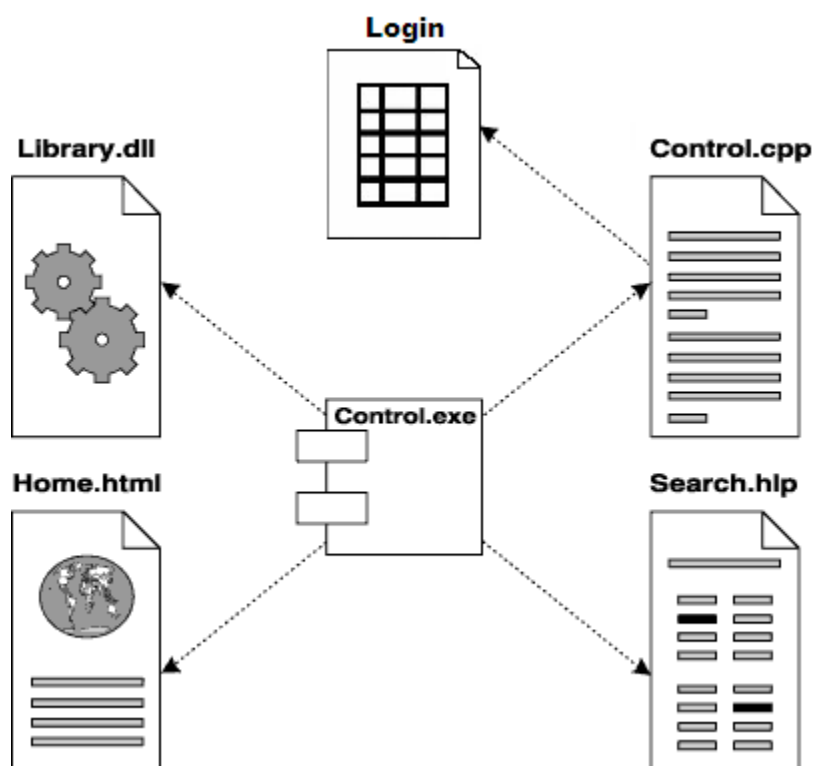 Login
Library.dll
Control.cpp
Control.exe
Home.html
Search.hlp